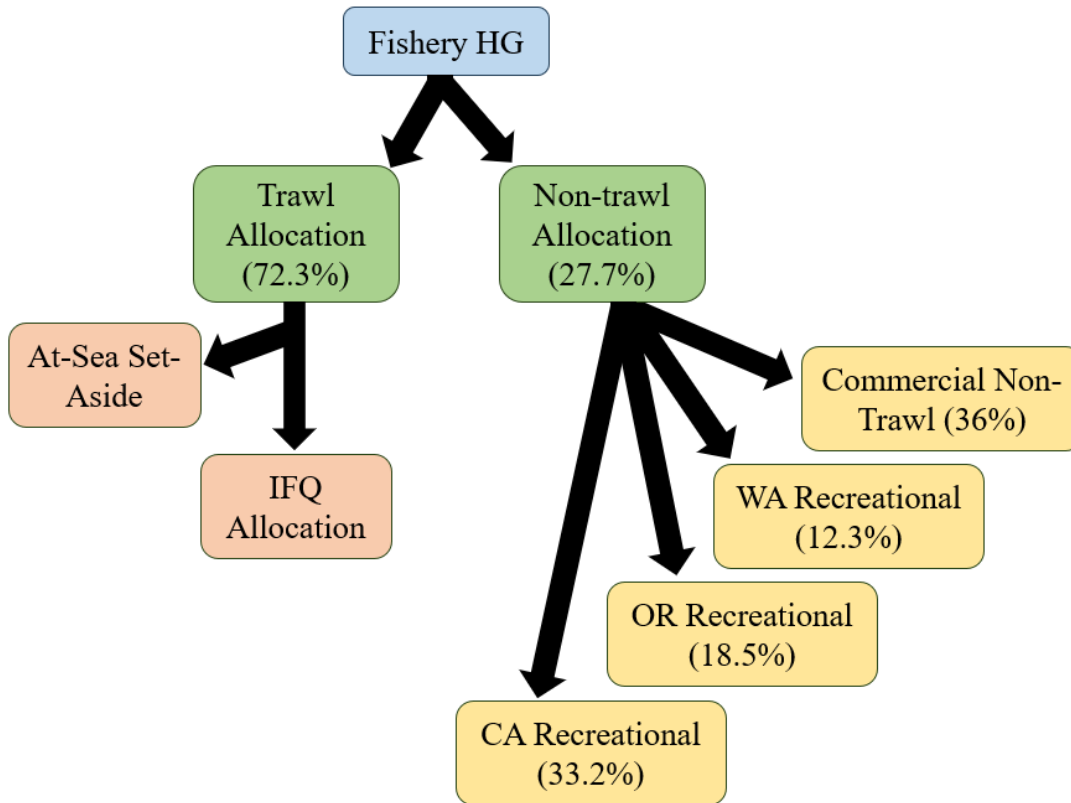 Fishery HG
Trawl
Allocation
(72.3%)
Non-trawl
Allocation
(27.7%)
At-Sea Set-
Aside
IFQ
Allocation
Commercial Non-
Trawl (36%)
WA Recreational
(12.3%)
OR Recreational
(18.5%)
CA Recreational
(33.2%)